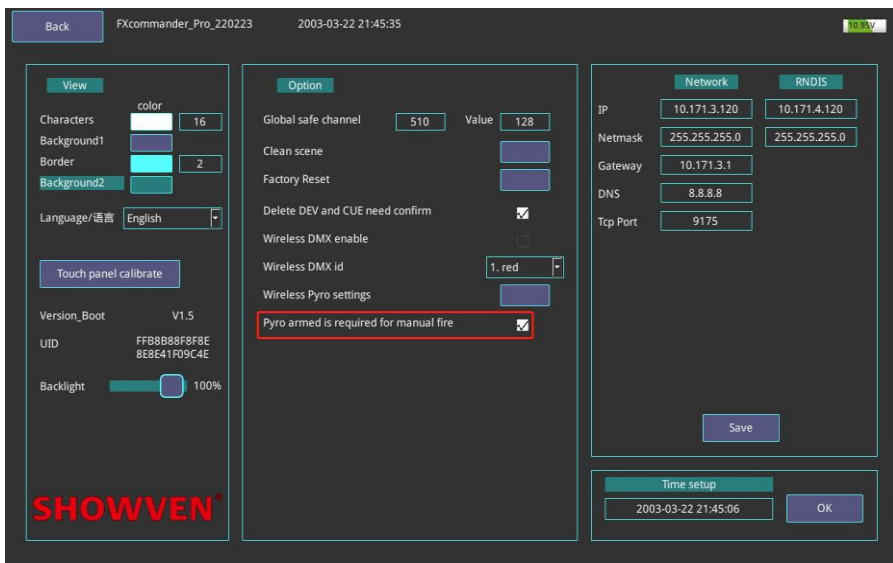 Back
FXcommander_Pro_220223
2003-03-22 21:45:35
10.95V
View
color
Characters
16
Background1
Border
2
Background2
Language/语言
English
Touch panel calibrate
Version_Boot
V1.5
UID
FFB8B88F8F8E
8E8E41F09C4E
Backlight
100%
SHOWVEN®
Option
Global safe channel
510
Value
128
Clean scene
Factory Reset
Delete DEV and CUE need confirm
Wireless DMX enable
Wireless DMX id
1. red
Wireless Pyro settings
Pyro armed is required for manual fire
Network
RNDIS
IP
10.171.3.120
10.171.4.120
Netmask
255.255.255.0
255.255.255.0
Gateway
10.171.3.1
DNS
8.8.8.8
Tcp Port
9175
Save
Time setup
2003-03-22 21:45:06
OK